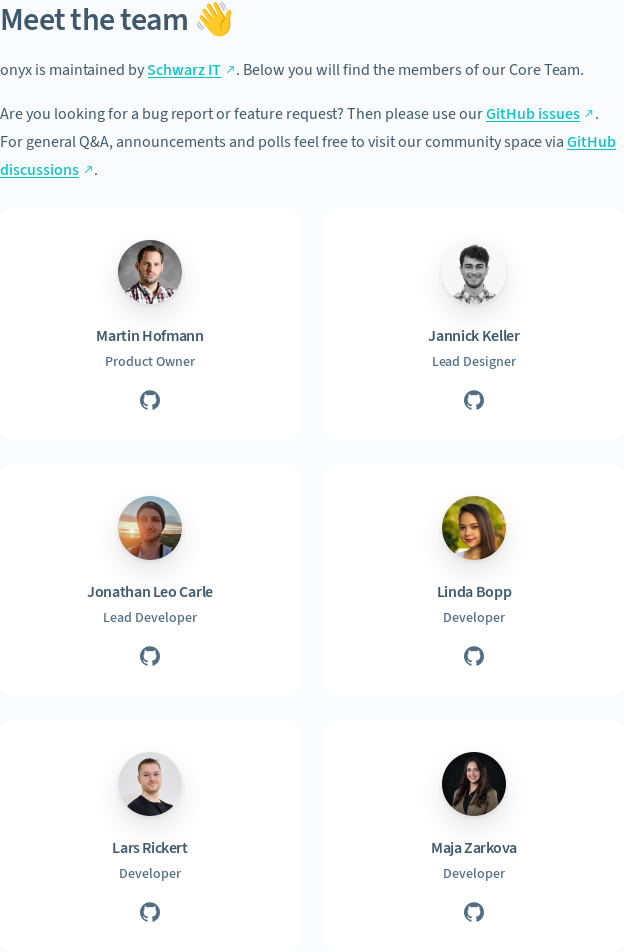 Meet the team 👋
onyx is maintained by Schwarz IT ↗. Below you will find the members of our Core Team.
Are you looking for a bug report or feature request? Then please use our GitHub issues ↗.
For general Q&A, announcements and polls feel free to visit our community space via GitHub
discussions ↗.
Martin Hofmann
Product Owner
Jannick Keller
Lead Designer
Jonathan Leo Carle
Lead Developer
Linda Bopp
Developer
Lars Rickert
Developer
Maja Zarkova
Developer